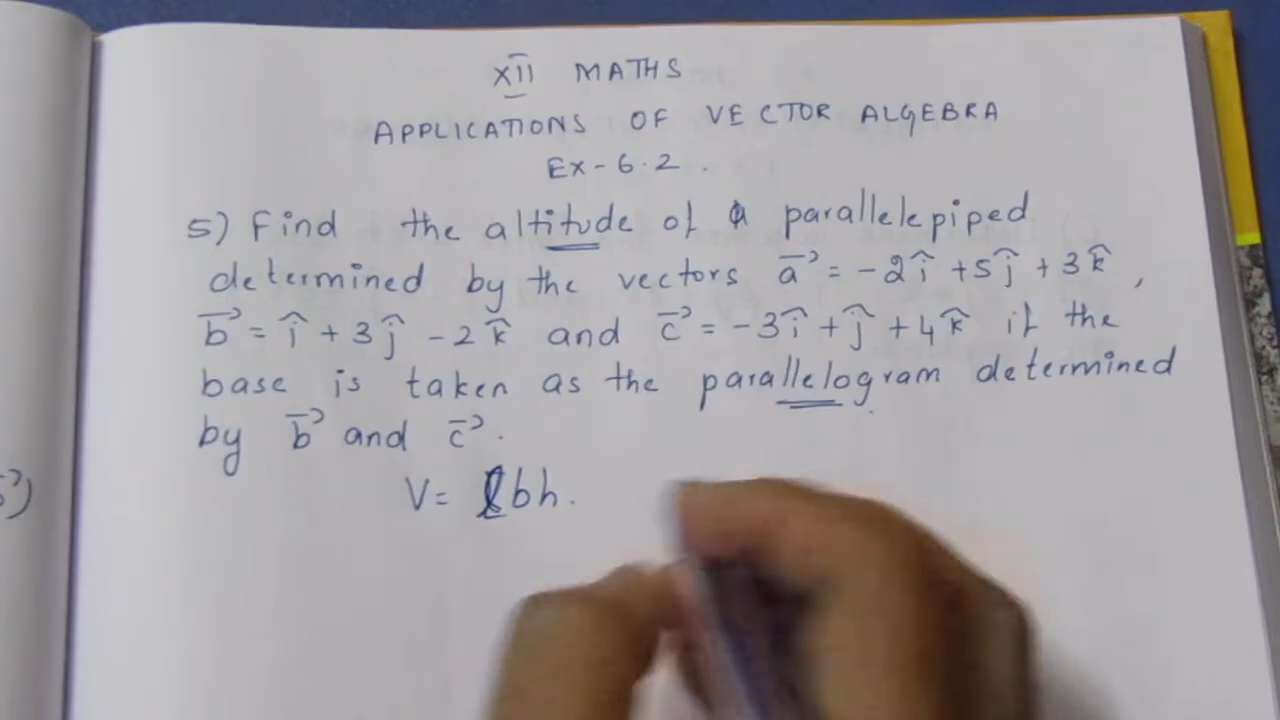 XII MATHS
APPLICATIONS OF VECTOR ALGEBRA
Ex-6.2.
5) Find the altitude of a parallelepiped
determined by the vectors a⃗ = -2î +5ĵ +3k̂ ,
b⃗ = î +3ĵ -2k̂ and c⃗ = -3î +ĵ +4k̂ if the
base is taken as the parallelogram determined
by b⃗ and c⃗.
V= lbh.